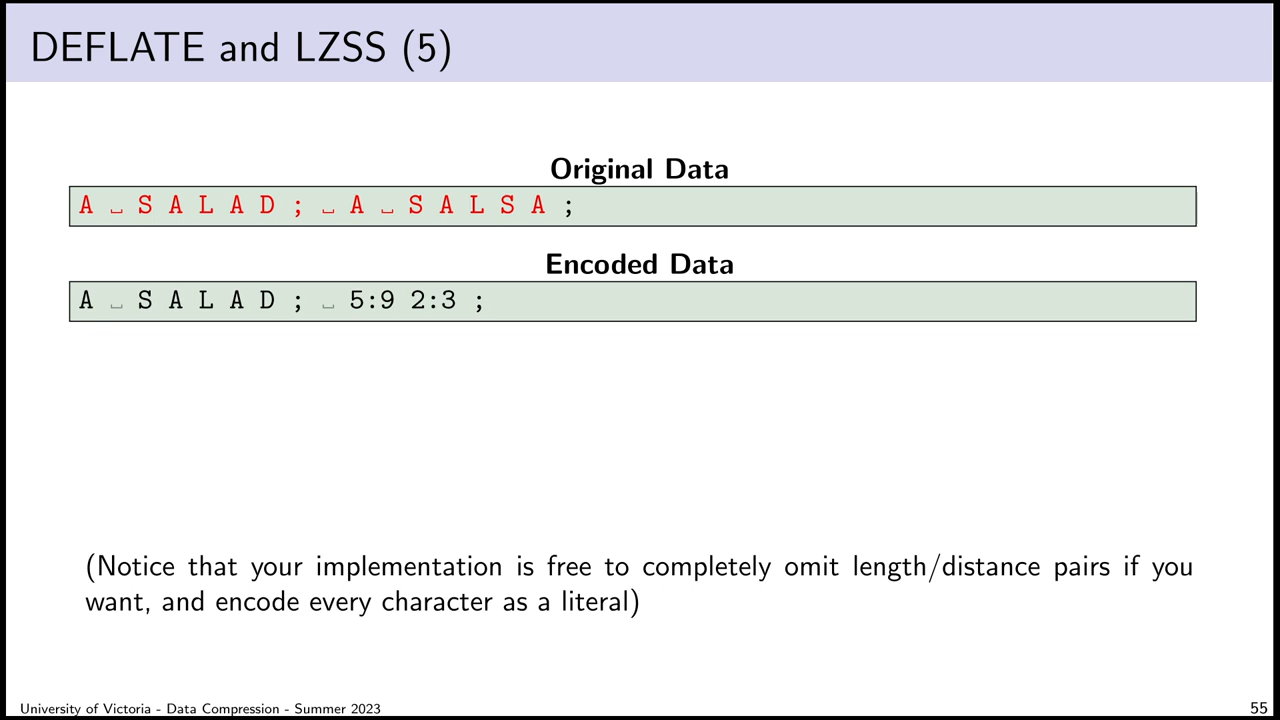 DEFLATE and LZSS (5)
Original Data
A ␣ S A L A D ; ␣ A ␣ S A L S A ;
Encoded Data
A ␣ S A L A D ; ␣ 5:9 2:3 ;
(Notice that your implementation is free to completely omit length/distance pairs if you
want, and encode every character as a literal)
University of Victoria - Data Compression - Summer 2023
55